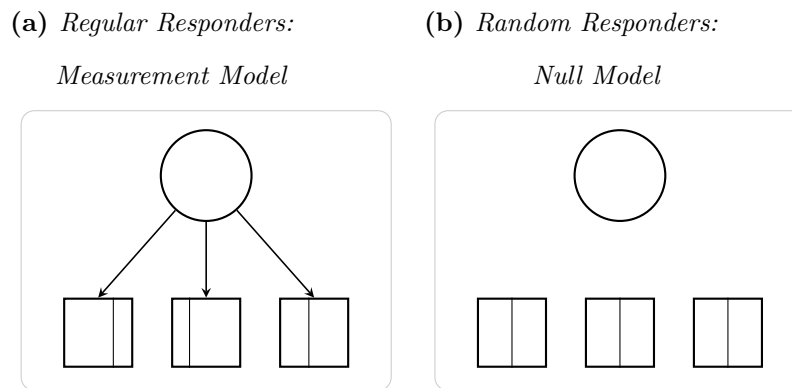 (a) Regular Responders:
Measurement Model
(b) Random Responders:
Null Model